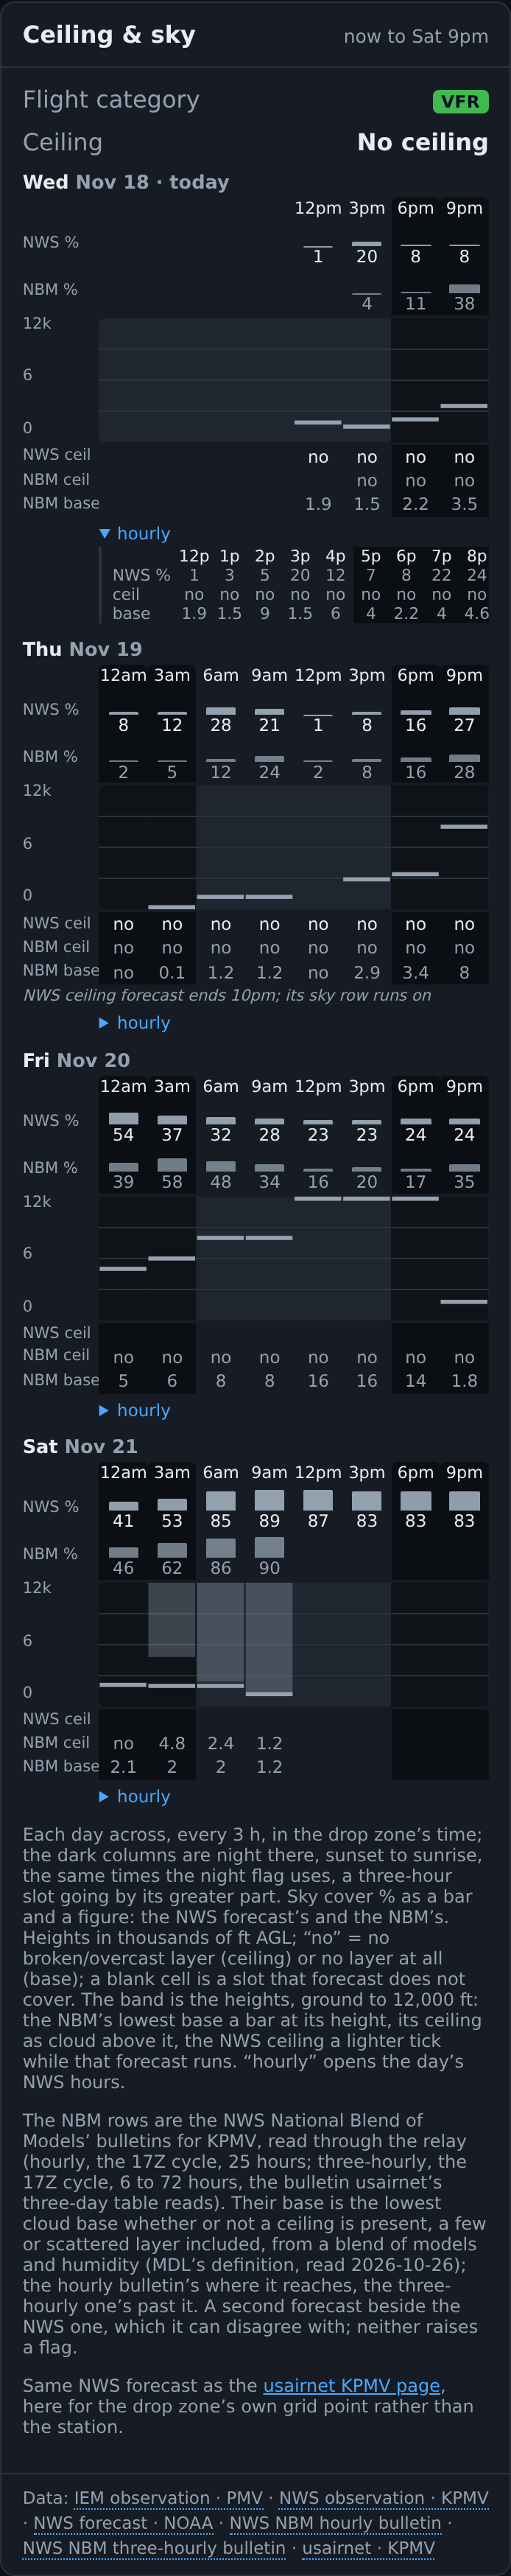 Ceiling & sky now to Sat 9pm
Flight category VFR
Ceiling No ceiling
Wed Nov 18 · today
12pm 3pm 6pm 9pm
NWS % 1 20 8 8
NBM % 4 11 38
12k
6
0
NWS ceil no no no no
NBM ceil no no no
NBM base 1.9 1.5 2.2 3.5
▼ hourly
12p 1p 2p 3p 4p 5p 6p 7p 8p
NWS % 1 3 5 20 12 7 8 22 24
ceil no no no no no no no no no
base 1.9 1.5 9 1.5 6 4 2.2 4 4.6
Thu Nov 19
12am 3am 6am 9am 12pm 3pm 6pm 9pm
NWS % 8 12 28 21 1 8 16 27
NBM % 2 5 12 24 2 8 16 28
12k
6
0
NWS ceil no no no no no no no no
NBM ceil no no no no no no no no
NBM base no 0.1 1.2 1.2 no 2.9 3.4 8
NWS ceiling forecast ends 10pm; its sky row runs on
▶ hourly
Fri Nov 20
12am 3am 6am 9am 12pm 3pm 6pm 9pm
NWS % 54 37 32 28 23 23 24 24
NBM % 39 58 48 34 16 20 17 35
12k
6
0
NWS ceil
NBM ceil no no no no no no no no
NBM base 5 6 8 8 16 16 14 1.8
▶ hourly
Sat Nov 21
12am 3am 6am 9am 12pm 3pm 6pm 9pm
NWS % 41 53 85 89 87 83 83 83
NBM % 46 62 86 90
12k
6
0
NWS ceil
NBM ceil no 4.8 2.4 1.2
NBM base 2.1 2 2 1.2
▶ hourly
Each day across, every 3 h, in the drop zone’s time;
the dark columns are night there, sunset to sunrise,
the same times the night flag uses, a three-hour
slot going by its greater part. Sky cover % as a bar
and a figure: the NWS forecast’s and the NBM’s.
Heights in thousands of ft AGL; “no” = no
broken/overcast layer (ceiling) or no layer at all
(base); a blank cell is a slot that forecast does not
cover. The band is the heights, ground to 12,000 ft:
the NBM’s lowest base a bar at its height, its ceiling
as cloud above it, the NWS ceiling a lighter tick
while that forecast runs. “hourly” opens the day’s
NWS hours.
The NBM rows are the NWS National Blend of
Models’ bulletins for KPMV, read through the relay
(hourly, the 17Z cycle, 25 hours; three-hourly, the
17Z cycle, 6 to 72 hours, the bulletin usairnet’s
three-day table reads). Their base is the lowest
cloud base whether or not a ceiling is present, a few
or scattered layer included, from a blend of models
and humidity (MDL’s definition, read 2026-10-26);
the hourly bulletin’s where it reaches, the three-
hourly one’s past it. A second forecast beside the
NWS one, which it can disagree with; neither raises
a flag.
Same NWS forecast as the usairnet KPMV page,
here for the drop zone’s own grid point rather than
the station.
Data: IEM observation · PMV · NWS observation · KPMV
· NWS forecast · NOAA · NWS NBM hourly bulletin ·
NWS NBM three-hourly bulletin · usairnet · KPMV